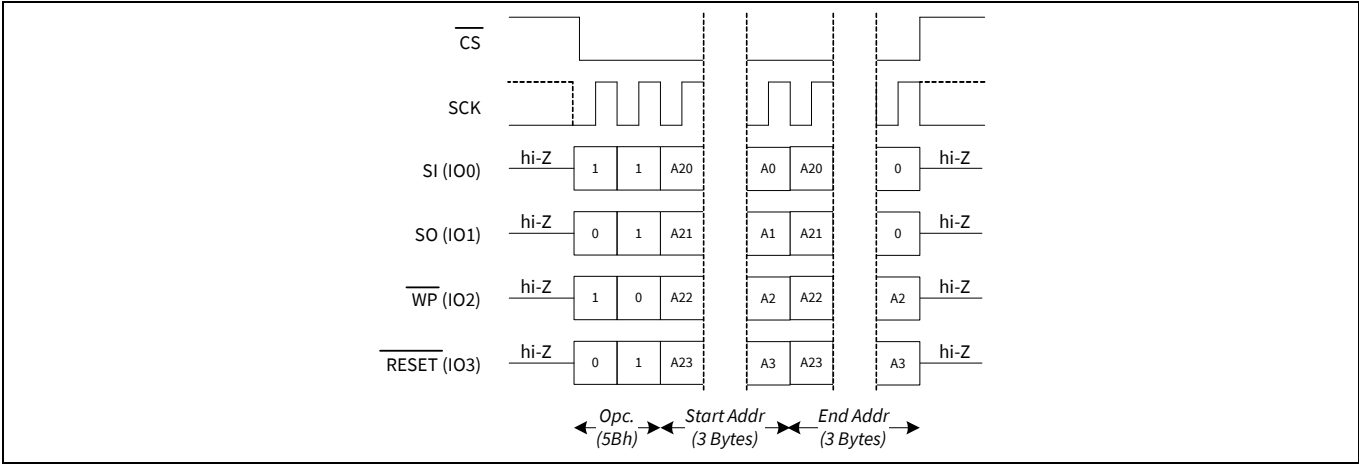 CS
SCK
SI (IO0) hi-Z 1 1 A20 A0 A20 0 hi-Z
SO (IO1) hi-Z 0 1 A21 A1 A21 0 hi-Z
WP (IO2) hi-Z 1 0 A22 A2 A22 A2 hi-Z
RESET (IO3) hi-Z 0 1 A23 A3 A23 A3 hi-Z
Opc. Start Addr End Addr
(5Bh) (3 Bytes) (3 Bytes)